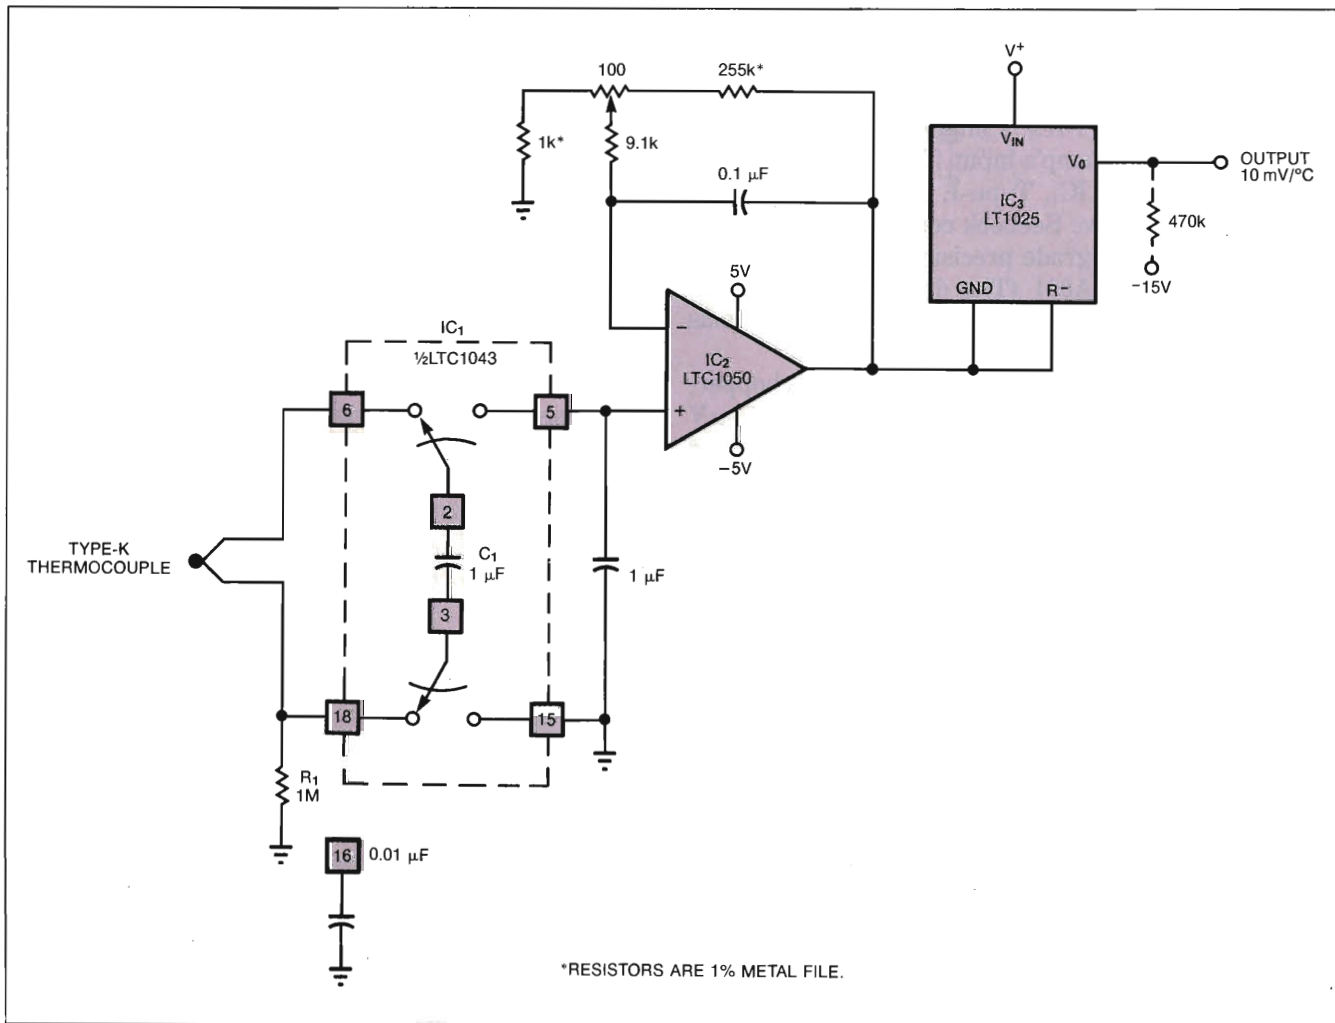 100
255k*
1k*
9.1k
0.1 µF
V+
VIN
V0
IC3
LT1025
GND
R−
OUTPUT
10 mV/°C
470k
−15V
5V
−
IC2
LTC1050
+
−5V
IC1
½LTC1043
6
5
2
C1
1 µF
3
1 µF
TYPE-K
THERMOCOUPLE
18
15
R1
1M
16
0.01 µF
*RESISTORS ARE 1% METAL FILE.